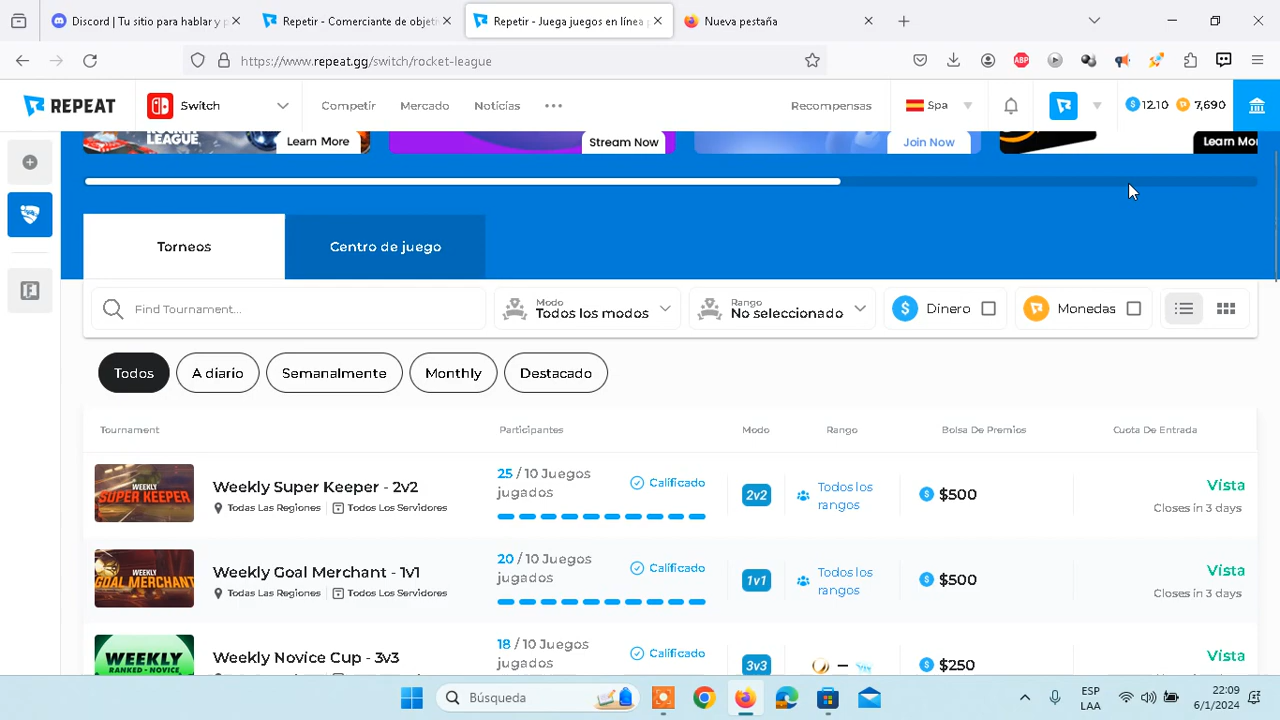 Discord | Tu sitio para hablar y p
Repetir - Comerciante de objet
Repetir - Juega juegos en línea p
Nueva pestaña
https://www.repeat.gg/switch/rocket-league
ABP
REPEAT
Switch
Competir
Mercado
Noticias
Recompensas
Spa
12.10
7,690
LEAGUE
Learn More
Stream Now
Join Now
Learn Mor
Torneos
Centro de juego
Find Tournament...
Modo
Todos los modos
Rango
No seleccionado
Dinero
Monedas
Todos
A diario
Semanalmente
Monthly
Destacado
Tournament
Participantes
Modo
Rango
Bolsa De Premios
Cuota De Entrada
WEEKLY
SUPER KEEPER
Weekly Super Keeper - 2v2
Todas Las Regiones
Todos Los Servidores
25 / 10 Juegos
jugados
Calificado
2v2
Todos los
rangos
$500
Vista
Closes in 3 days
WEEKLY
GOAL MERCHANT
Weekly Goal Merchant - 1v1
Todas Las Regiones
Todos Los Servidores
20 / 10 Juegos
jugados
Calificado
1v1
Todos los
rangos
$500
Vista
Closes in 3 days
WEEKLY
RANKED - NOVICE
Weekly Novice Cup - 3v3
18 / 10 Juegos
jugados
Calificado
3v3
$250
Vista
Búsqueda
ESP
LAA
22:09
6/1/2024